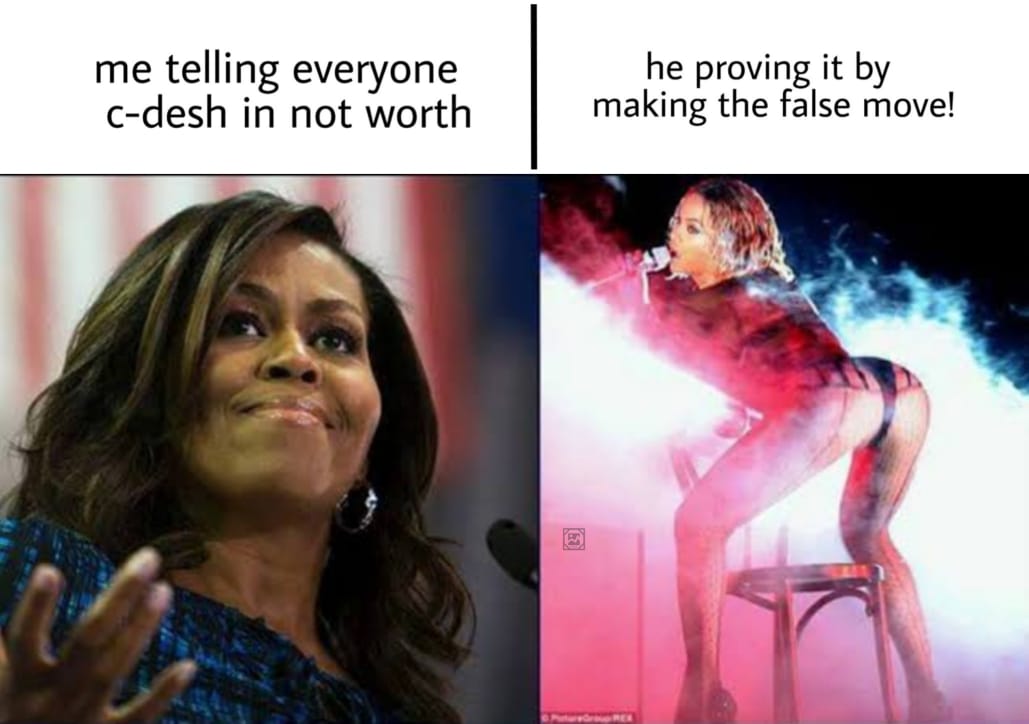 me telling everyone
c-desh in not worth
he proving it by
making the false move!
© PictureGroup/REX